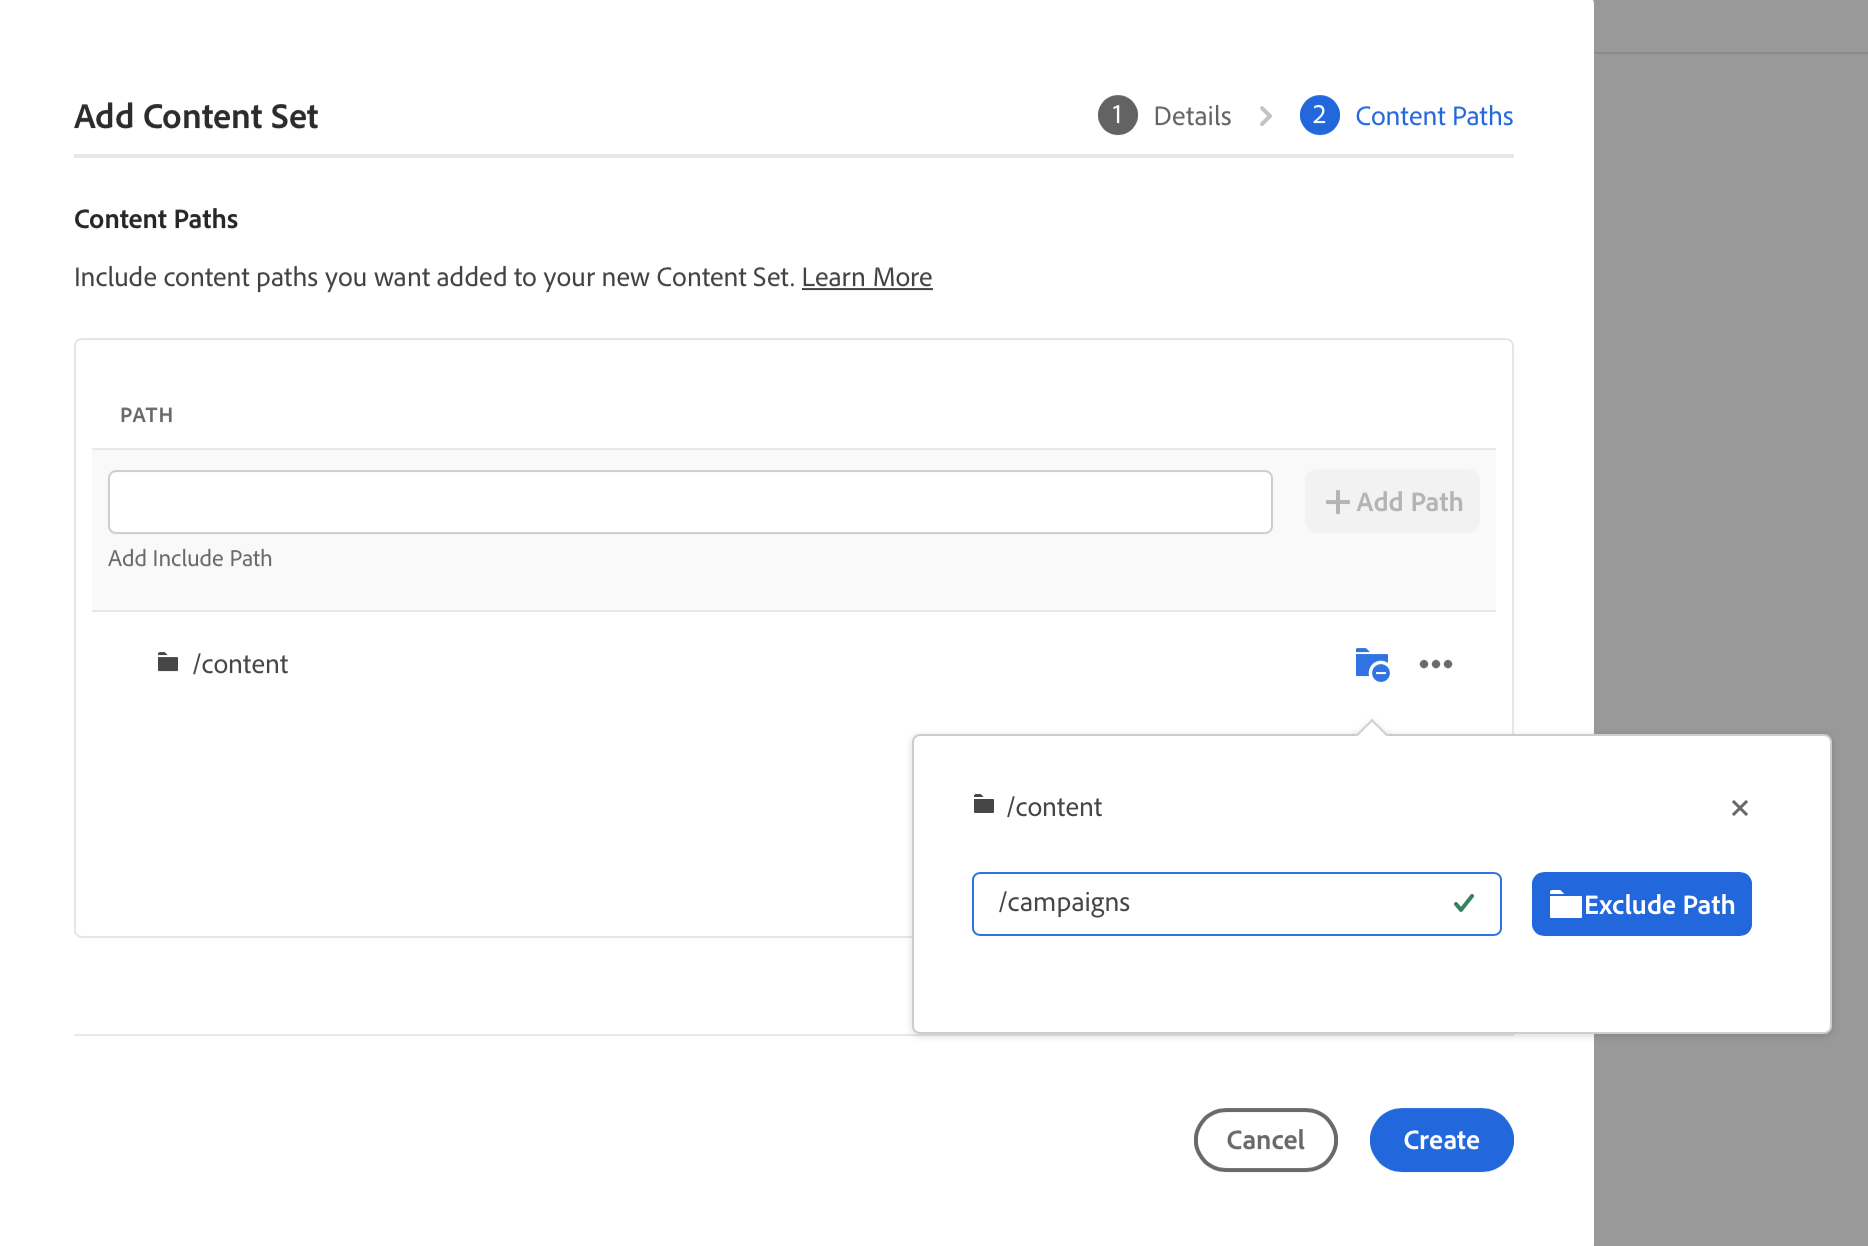 Add Content Set
1 Details > 2 Content Paths
Content Paths
Include content paths you want added to your new Content Set. Learn More
PATH
+ Add Path
Add Include Path
/content
/content
/campaigns
Exclude Path
Cancel
Create